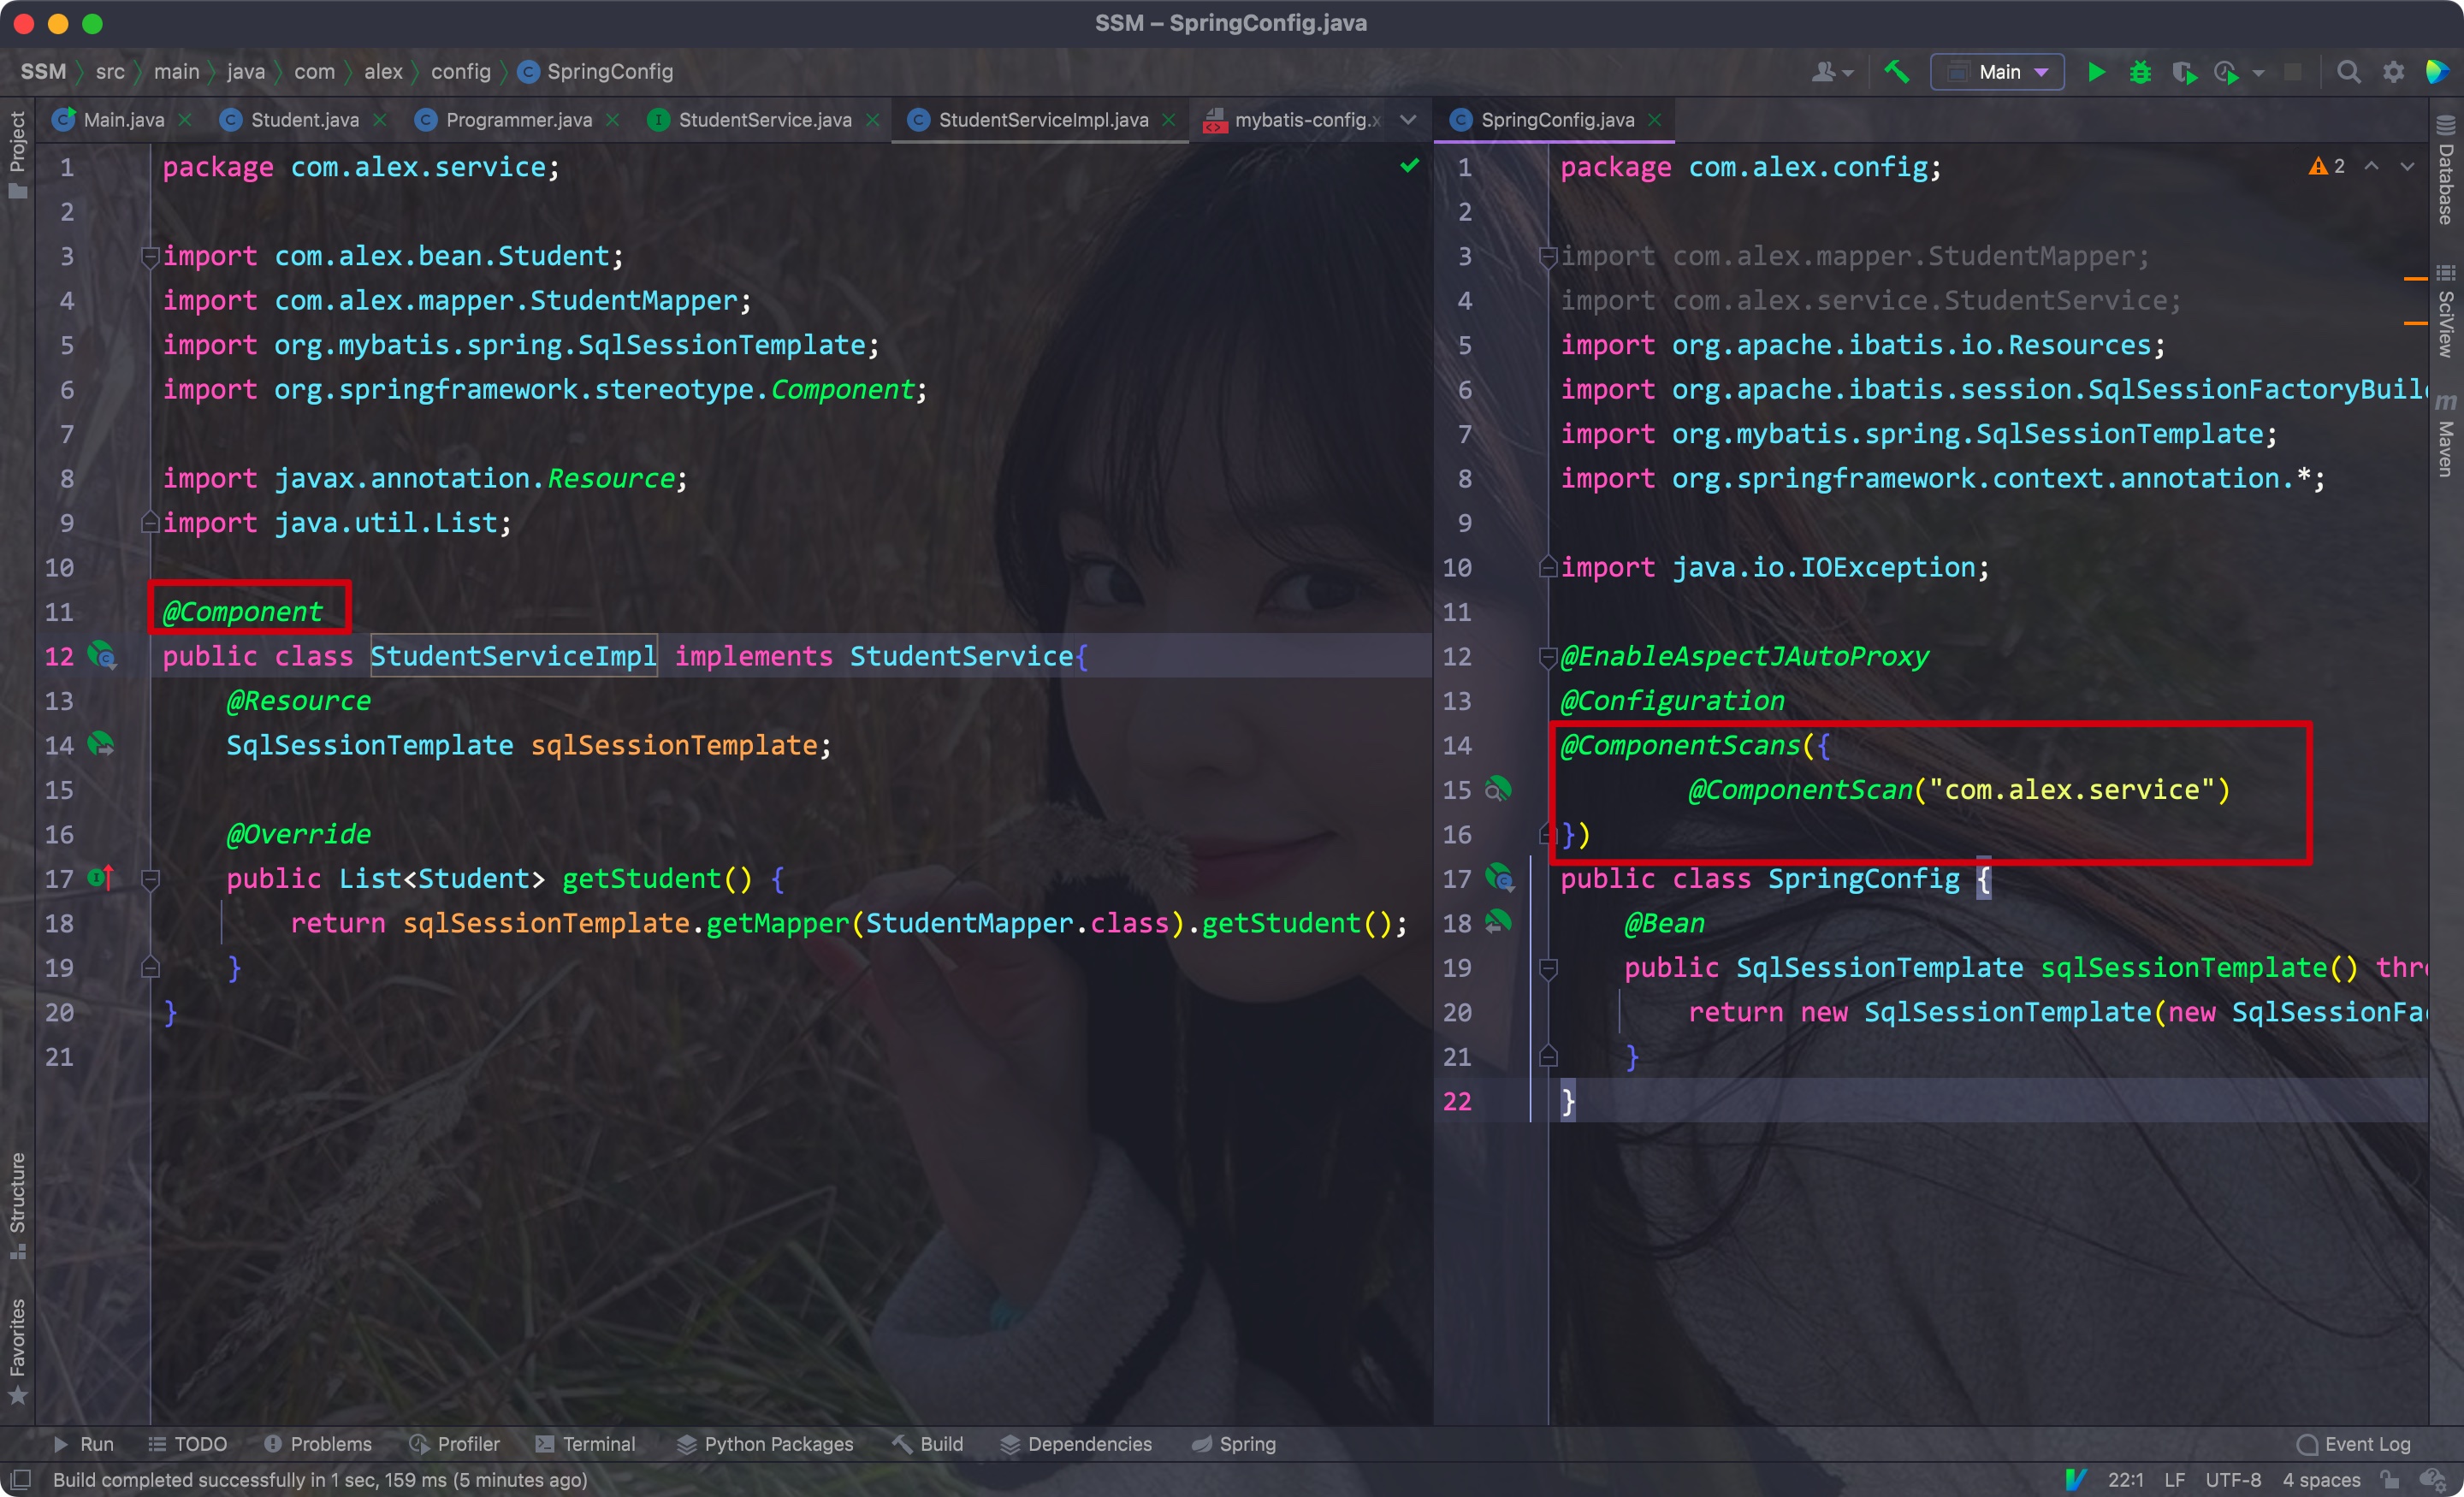 SSM – SpringConfig.java
SSM src main java com alex config SpringConfig
Main
Main.java Student.java Programmer.java StudentService.java StudentServiceImpl.java mybatis-config.x
SpringConfig.java
Project
Structure
Favorites
1 package com.alex.service;
2
3 import com.alex.bean.Student;
4 import com.alex.mapper.StudentMapper;
5 import org.mybatis.spring.SqlSessionTemplate;
6 import org.springframework.stereotype.Component;
7
8 import javax.annotation.Resource;
9 import java.util.List;
10
11 @Component
12 public class StudentServiceImpl implements StudentService{
13 @Resource
14 SqlSessionTemplate sqlSessionTemplate;
15
16 @Override
17 public List<Student> getStudent() {
18 return sqlSessionTemplate.getMapper(StudentMapper.class).getStudent();
19 }
20 }
21
1 package com.alex.config;
2
2
3 import com.alex.mapper.StudentMapper;
4 import com.alex.service.StudentService;
5 import org.apache.ibatis.io.Resources;
6 import org.apache.ibatis.session.SqlSessionFactoryBuil
7 import org.mybatis.spring.SqlSessionTemplate;
8 import org.springframework.context.annotation.*;
9
10 import java.io.IOException;
11
12 @EnableAspectJAutoProxy
13 @Configuration
14 @ComponentScans({
15 @ComponentScan("com.alex.service")
16 })
17 public class SpringConfig {
18 @Bean
19 public SqlSessionTemplate sqlSessionTemplate() thr
20 return new SqlSessionTemplate(new SqlSessionFa
21 }
22 }
Database
SciView
Maven
Run TODO Problems Profiler Terminal Python Packages Build Dependencies Spring Event Log
Build completed successfully in 1 sec, 159 ms (5 minutes ago) 22:1 LF UTF-8 4 spaces